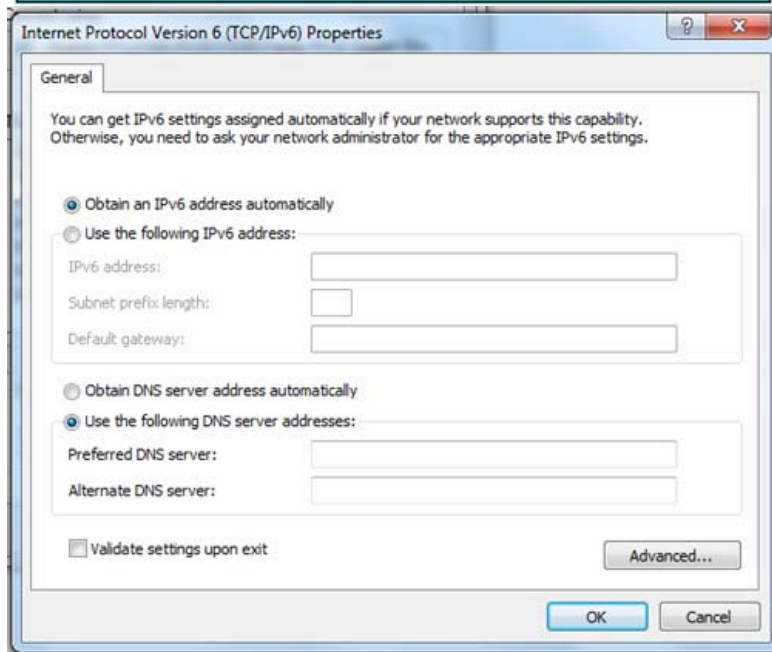 Internet Protocol Version 6 (TCP/IPv6) Properties
General
You can get IPv6 settings assigned automatically if your network supports this capability.
Otherwise, you need to ask your network administrator for the appropriate IPv6 settings.
Obtain an IPv6 address automatically
Use the following IPv6 address:
IPv6 address:
Subnet prefix length:
Default gateway:
Obtain DNS server address automatically
Use the following DNS server addresses:
Preferred DNS server:
Alternate DNS server:
Validate settings upon exit
Advanced...
OK
Cancel